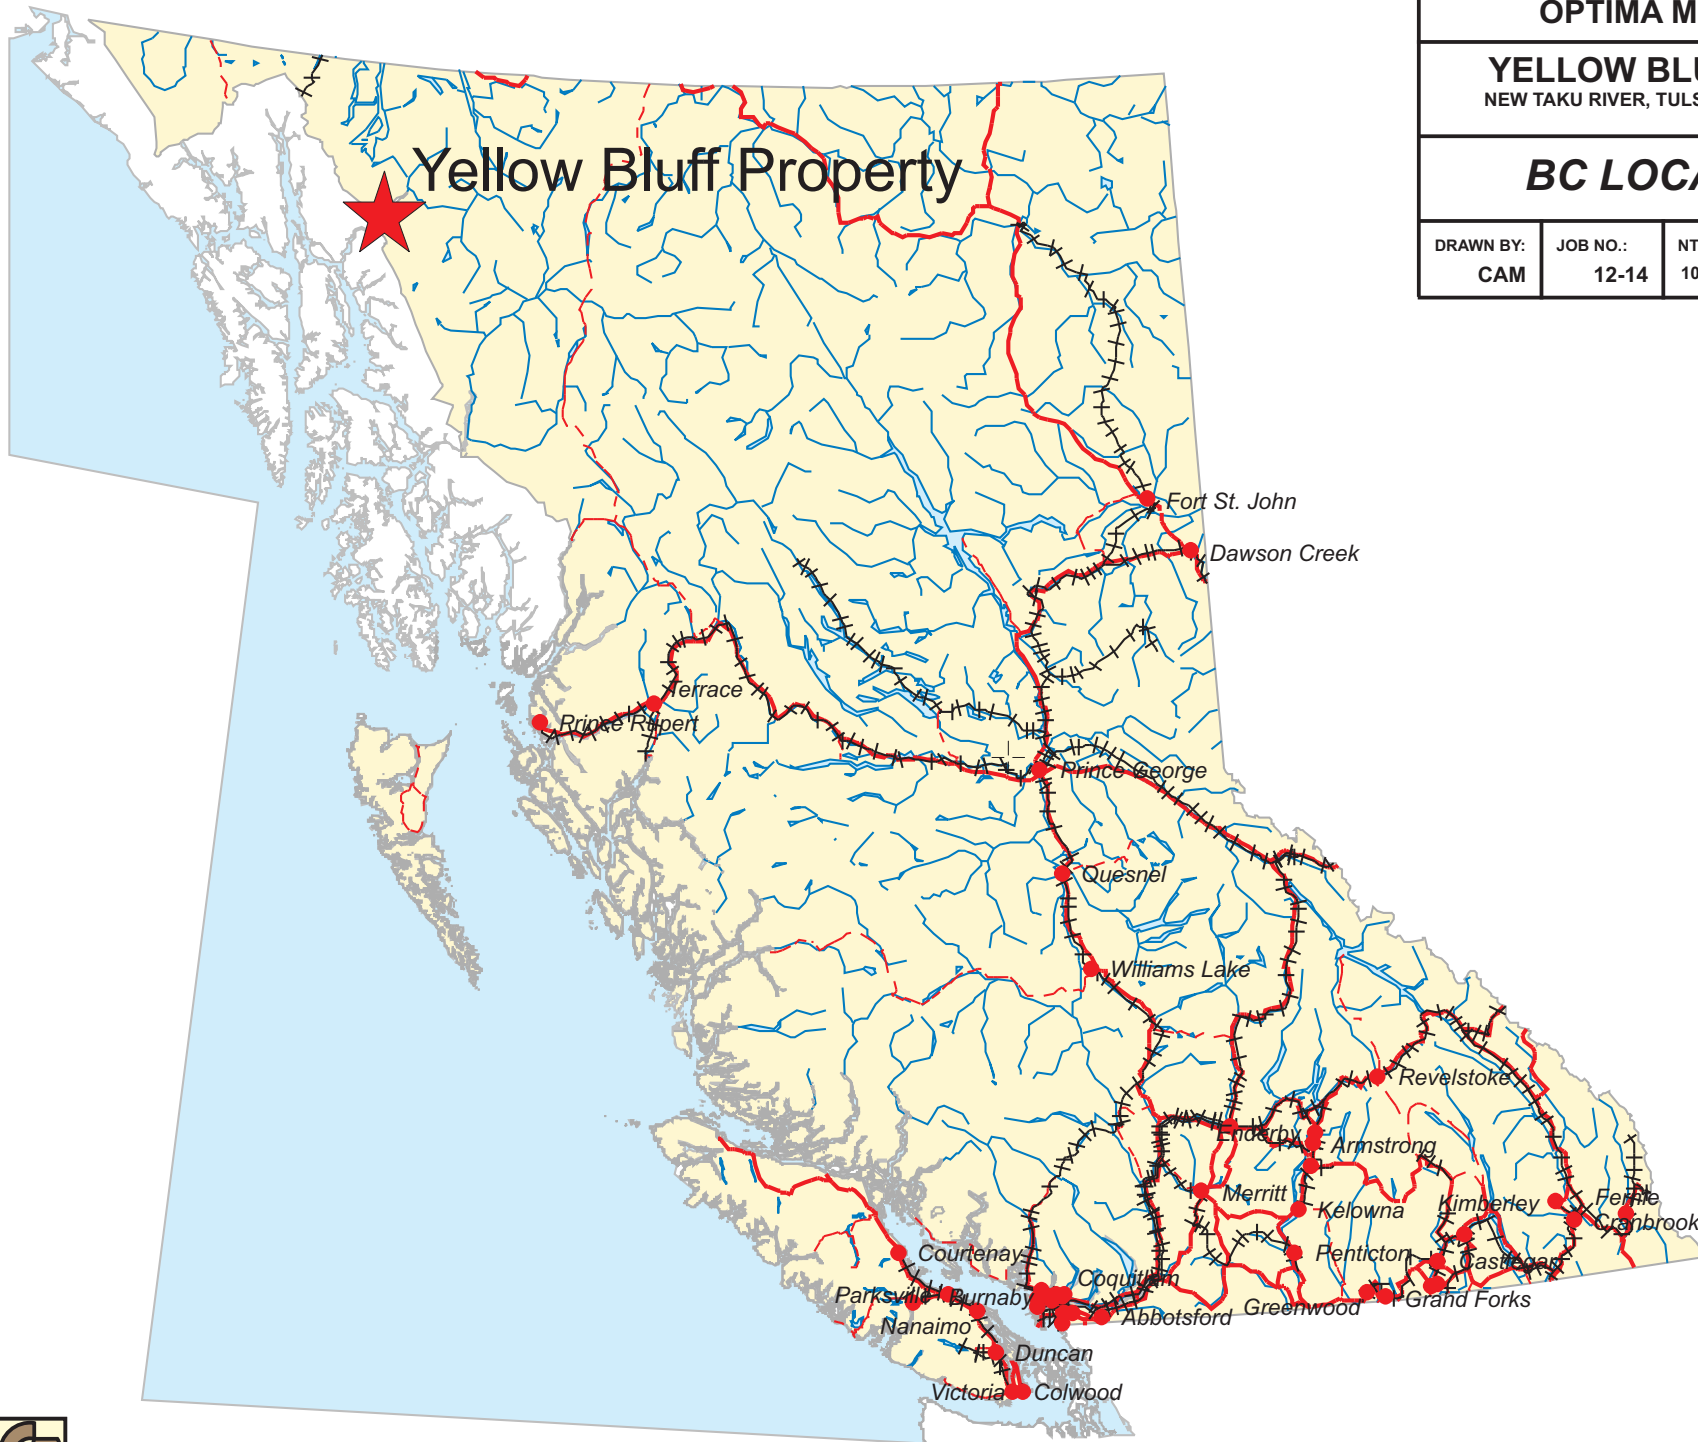 OPTIMA M
YELLOW BLU
NEW TAKU RIVER, TULS
BC LOCA
DRAWN BY:
CAM
JOB NO.:
12-14
NT
10
Yellow Bluff Property
Fort St. John
Dawson Creek
Terrace
Prince Rupert
Prince George
Quesnel
Williams Lake
Revelstoke
Enderby
Armstrong
Merritt
Kelowna
Kimberley
Fernie
Cranbrook
Penticton
Castlegar
Courtenay
Coquitlam
Parksville
Burnaby
Greenwood
Grand Forks
Abbotsford
Nanaimo
Duncan
Victoria
Colwood